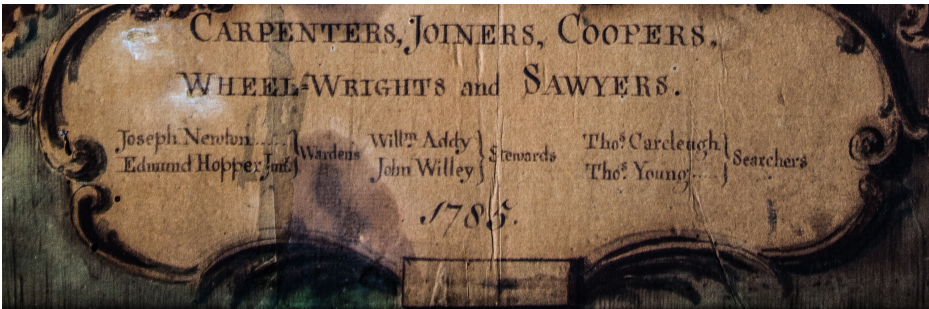 CARPENTERS, JOINERS, COOPERS,
WHEEL=WRIGHTS and SAWYERS.
Joseph Newton..... } Wardens Willm. Addy } Stewards Thos. Carcleugh } Searchers
Edmund Hopper Junr. John Willey Thos. Young.....
1785.